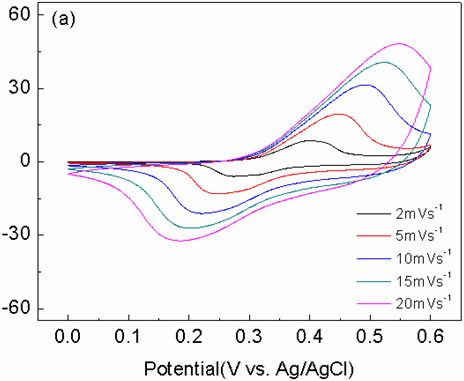 (a)
60
30
0
-30
-60
2mVs⁻¹
5mVs⁻¹
10mVs⁻¹
15mVs⁻¹
20mVs⁻¹
0.0 0.1 0.2 0.3 0.4 0.5 0.6
Potential(V vs. Ag/AgCl)